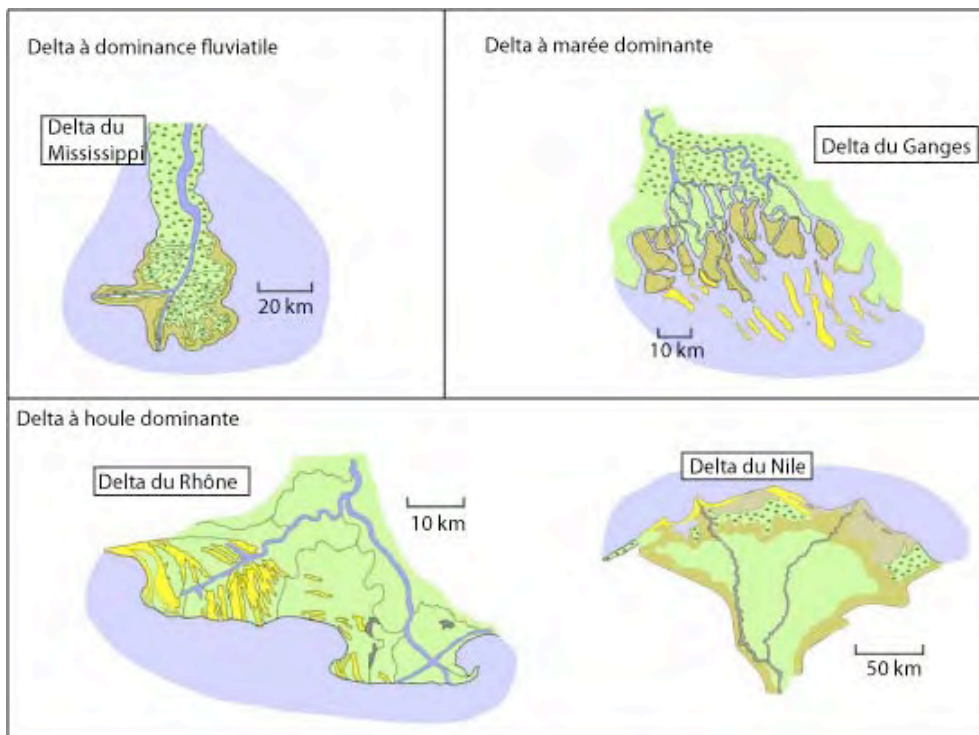 Delta à dominance fluviatile
Delta du
Mississippi
20 km
Delta à marée dominante
Delta du Ganges
10 km
Delta à houle dominante
Delta du Rhône
10 km
Delta du Nile
50 km